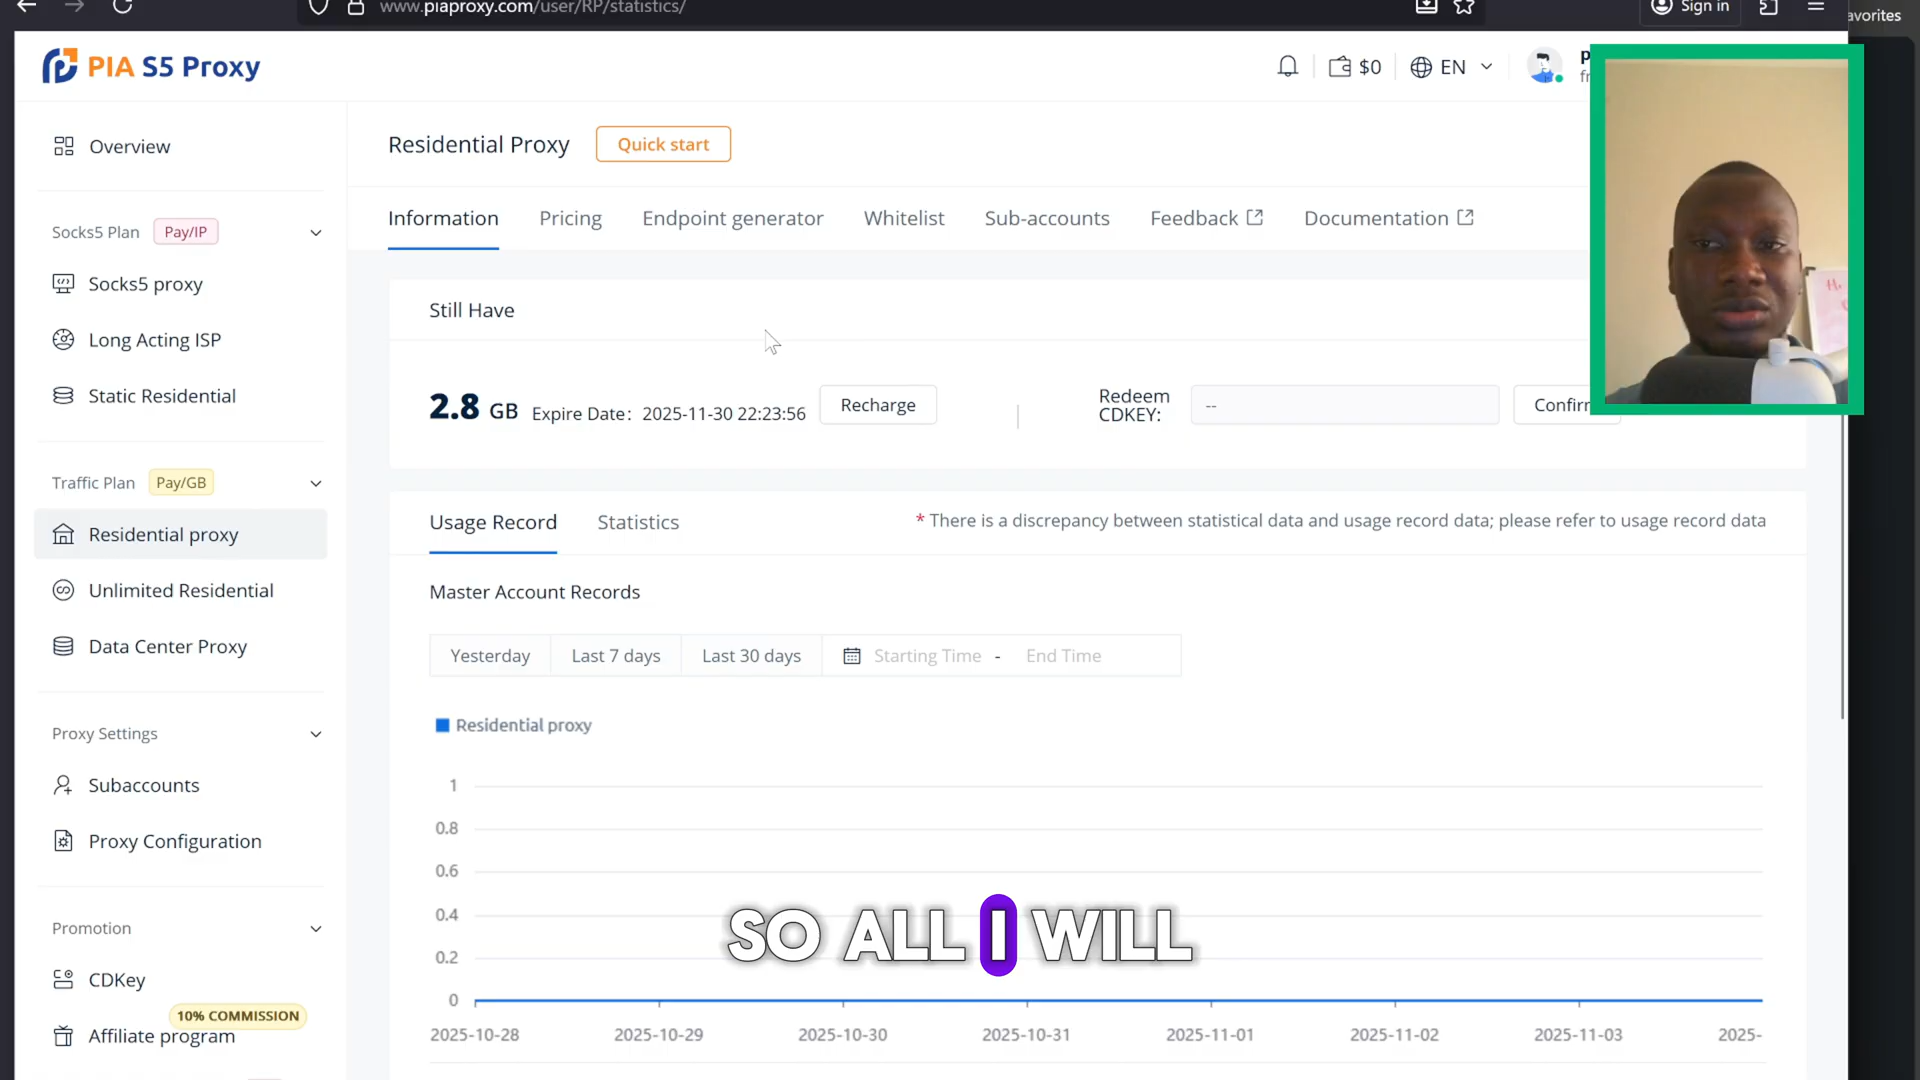 www.piaproxy.com/user/RP/statistics/
Sign in
avorites
PIA S5 Proxy
$0
EN
Overview
Socks5 Plan Pay/IP
Socks5 proxy
Long Acting ISP
Static Residential
Traffic Plan Pay/GB
Residential proxy
Unlimited Residential
Data Center Proxy
Proxy Settings
Subaccounts
Proxy Configuration
Promotion
CDKey
10% COMMISSION
Affiliate program
Residential Proxy Quick start
Information Pricing Endpoint generator Whitelist Sub-accounts Feedback Documentation
Still Have
2.8 GB Expire Date: 2025-11-30 22:23:56 Recharge
Redeem
CDKEY:
--
Confirm
Usage Record Statistics
* There is a discrepancy between statistical data and usage record data; please refer to usage record data
Master Account Records
Yesterday Last 7 days Last 30 days Starting Time - End Time
Residential proxy
1
0.8
0.6
0.4
0.2
0
2025-10-28 2025-10-29 2025-10-30 2025-10-31 2025-11-01 2025-11-02 2025-11-03 2025-
SO ALL I WILL